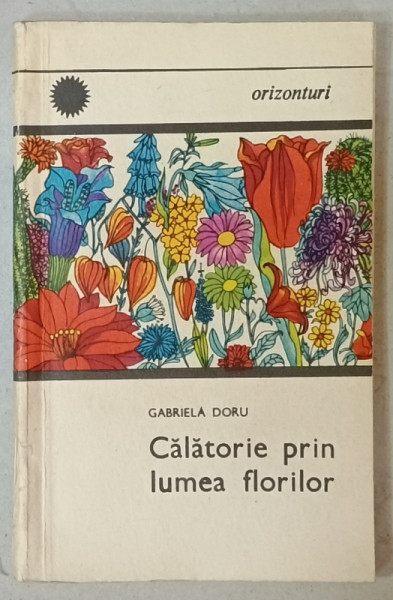 orizonturi
GABRIELA DORU
Călătorie prin
lumea florilor